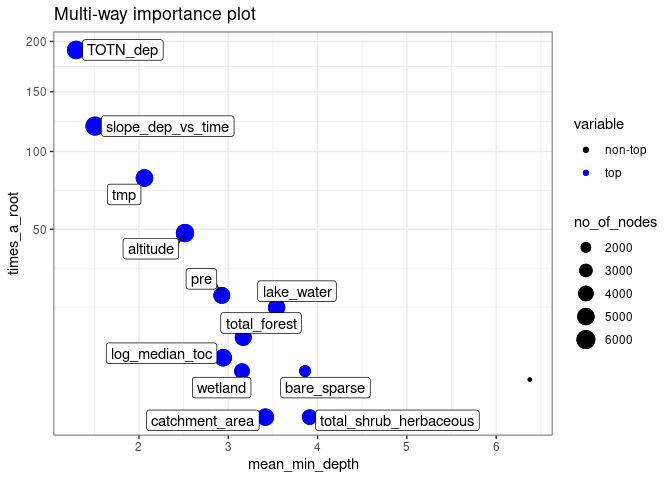 Multi-way importance plot
200
150
100
50
times_a_root
TOTN_dep
slope_dep_vs_time
tmp
altitude
pre
lake_water
total_forest
log_median_toc
wetland
bare_sparse
catchment_area
total_shrub_herbaceous
2
3
4
5
6
mean_min_depth
variable
non-top
top
no_of_nodes
2000
3000
4000
5000
6000